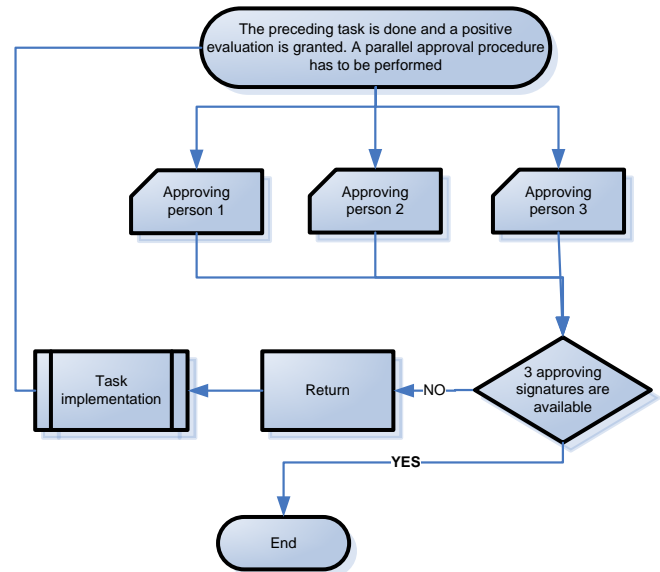 The preceding task is done and a positive
evaluation is granted. A parallel approval procedure
has to be performed
Approving
person 1
Approving
person 2
Approving
person 3
3 approving
signatures are
available
NO
Return
Task
implementation
YES
End